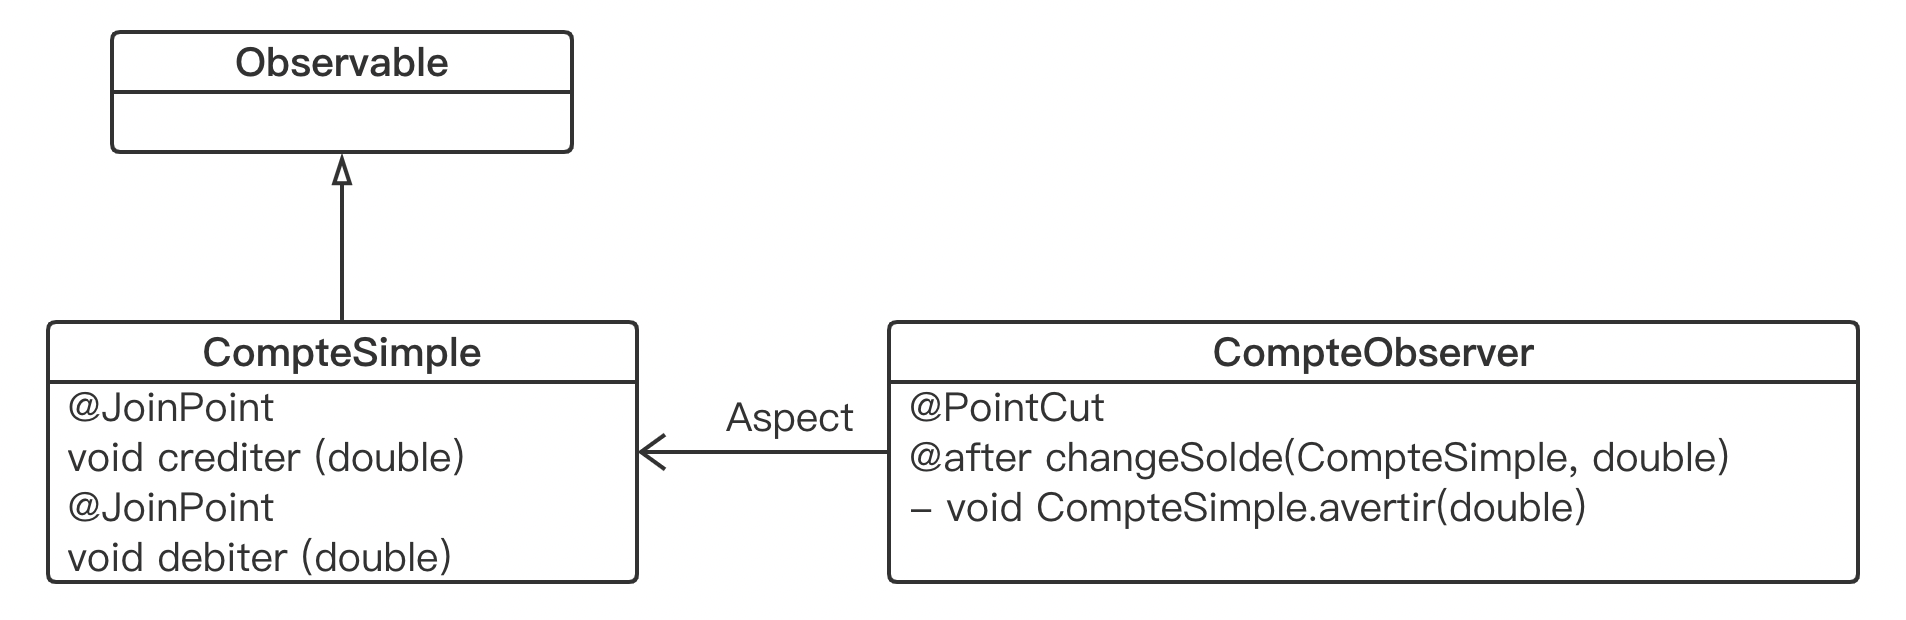 Observable
CompteSimple
@JoinPoint
void crediter (double)
@JoinPoint
void debiter (double)
Aspect
CompteObserver
@PointCut
@after changeSolde(CompteSimple, double)
– void CompteSimple.avertir(double)